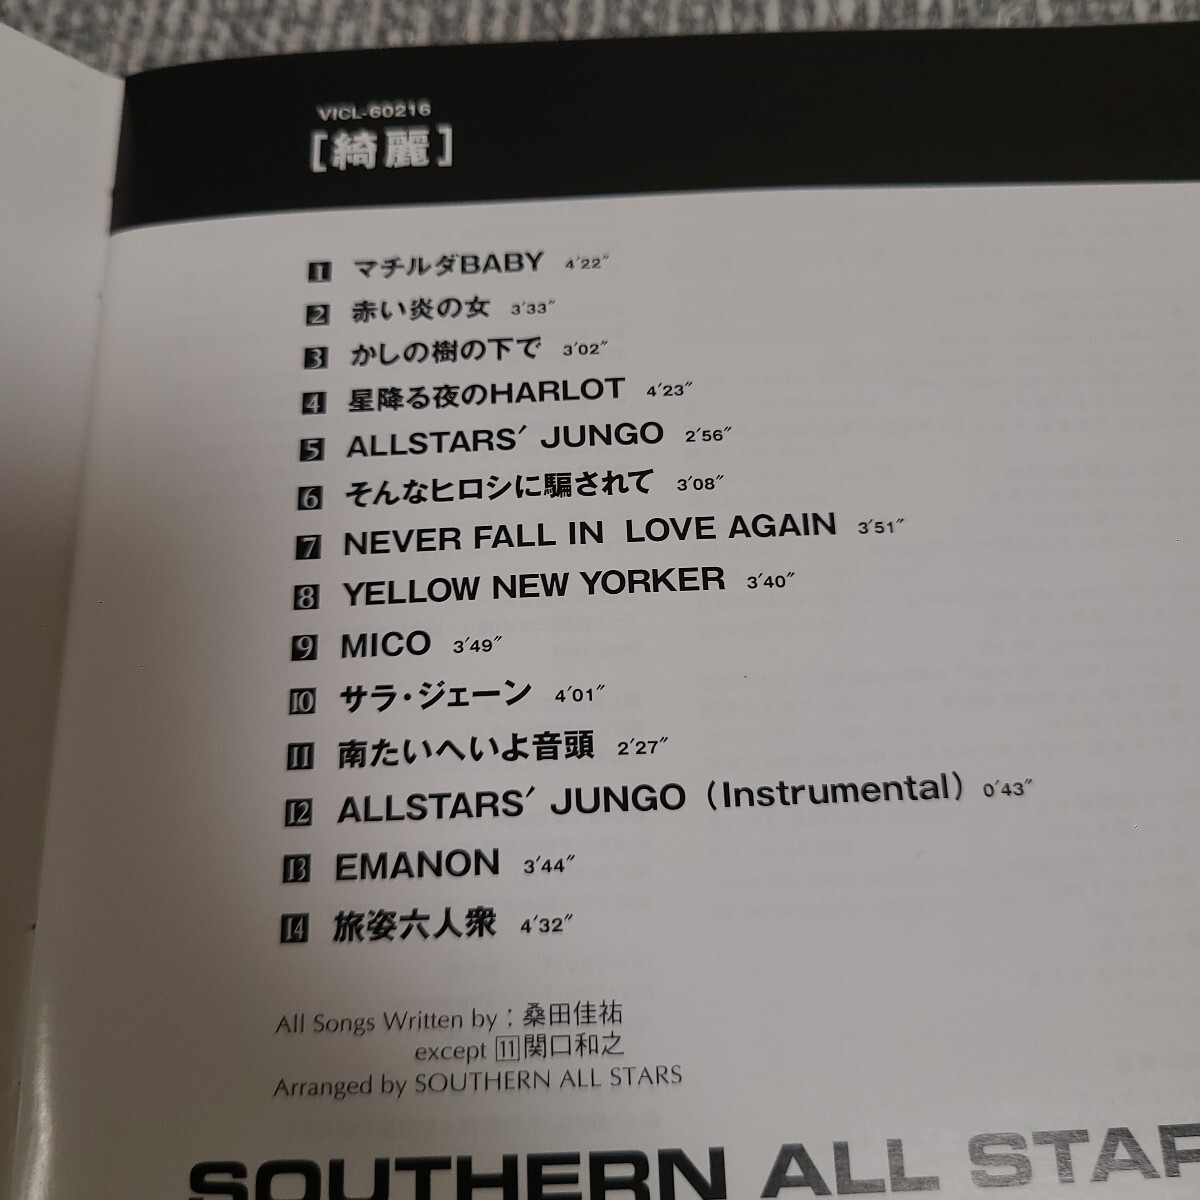 VICL-60216
[綺麗]
1 マチルダBABY 4′22″
2 赤い炎の女 3′33″
3 かしの樹の下で 3′02″
4 星降る夜のHARLOT 4′23″
5 ALLSTARS′ JUNGO 2′56″
6 そんなヒロシに騙されて 3′08″
7 NEVER FALL IN LOVE AGAIN 3′51″
8 YELLOW NEW YORKER 3′40″
9 MICO 3′49″
10 サラ・ジェーン 4′01″
11 南たいへいよ音頭 2′27″
12 ALLSTARS′ JUNGO (Instrumental) 0′43″
13 EMANON 3′44″
14 旅姿六人衆 4′32″
All Songs Written by : 桑田佳祐
except 11 関口和之
Arranged by SOUTHERN ALL STARS
SOUTHERN ALL STAR